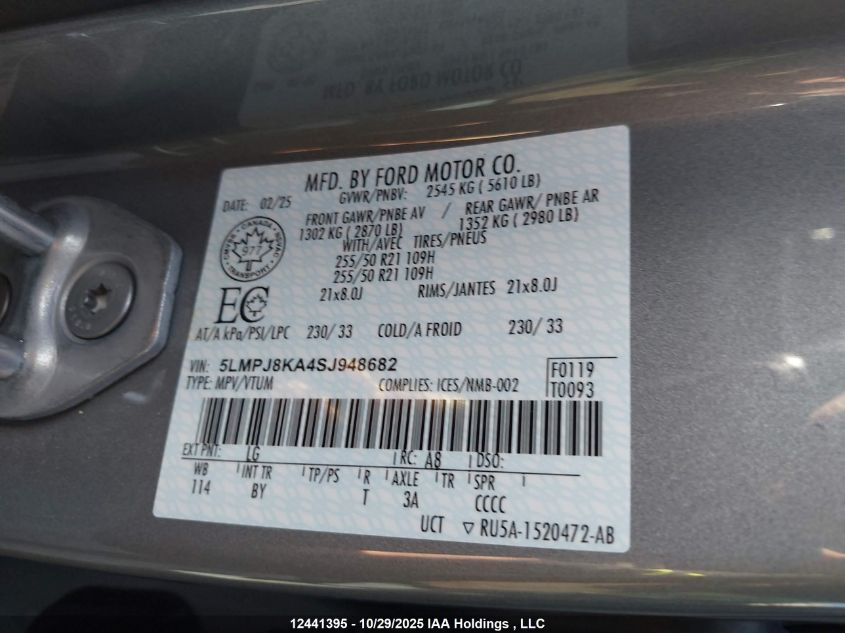 MFD. BY FORD MOTOR CO.
DATE: 02/25 GVWR/PNBV: 2545 KG ( 5610 LB)
FRONT GAWR/PNBE AV / REAR GAWR/ PNBE AR
1302 KG ( 2870 LB) 1352 KG ( 2980 LB)
WITH/AVEC TIRES/PNEUS
255/50 R21 109H
255/50 R21 109H
21x8.0J RIMS/JANTES 21x8.0J
CANADA
977
TRANSPORT
EC
AT/A kPa/PSI/LPC 230/ 33 COLD/A FROID 230/ 33
VIN: 5LMPJ8KA4SJ948682
TYPE: MPV/VTUM COMPLIES: ICES/NMB-002
F0119
T0093
EXT PNT: LG RC: A8 DSO:
WB INT TR TP/PS R AXLE TR SPR
114 BY T 3A CCCC
UCT ▽ RU5A-1520472-AB
12441395 - 10/29/2025 IAA Holdings , LLC